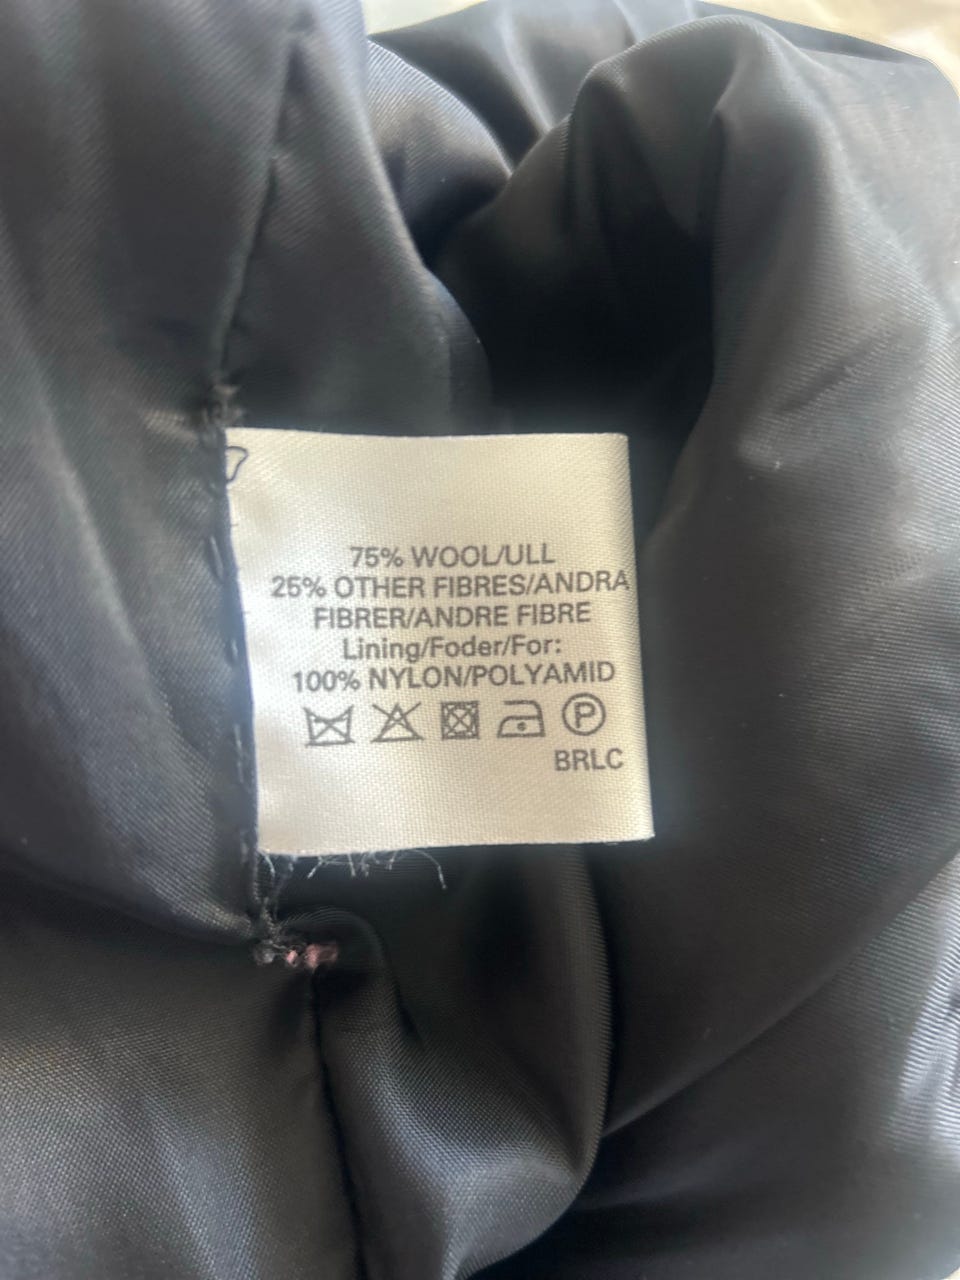 75% WOOL/ULL
25% OTHER FIBRES/ANDRA
FIBRER/ANDRE FIBRE
Lining/Foder/For:
100% NYLON/POLYAMID
P
BRLC